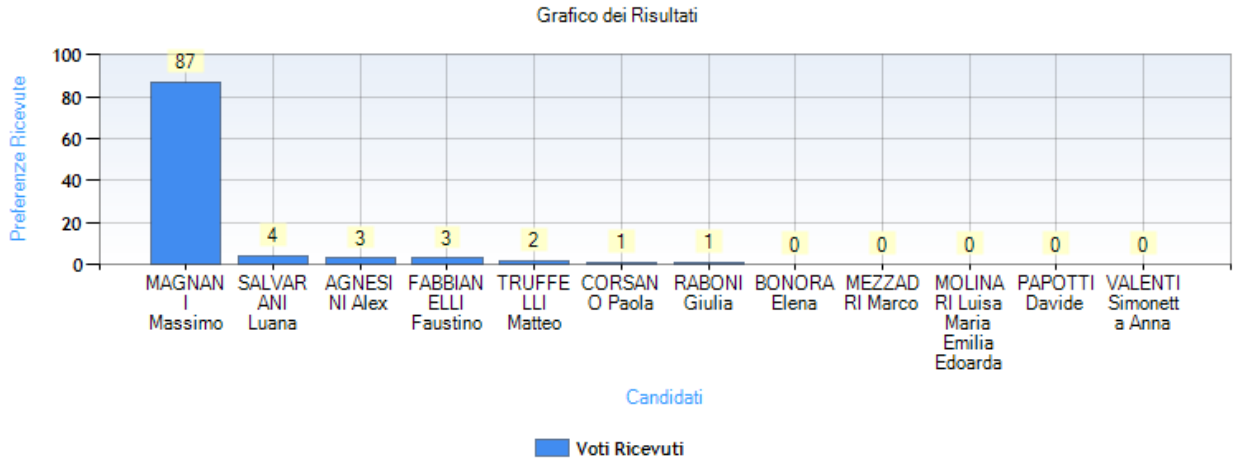 Grafico dei Risultati
Preferenze Ricevute
100
80
60
40
20
0
87
4
3
3
2
1
1
0
0
0
0
0
MAGNAN
I
Massimo
SALVAR
ANI
Luana
AGNESI
NI Alex
FABBIAN
ELLI
Faustino
TRUFFE
LLI
Matteo
CORSAN
O Paola
RABONI
Giulia
BONORA
Elena
MEZZAD
RI Marco
MOLINA
RI Luisa
Maria
Emilia
Edoarda
PAPOTTI
Davide
VALENTI
Simonett
a Anna
Candidati
Voti Ricevuti